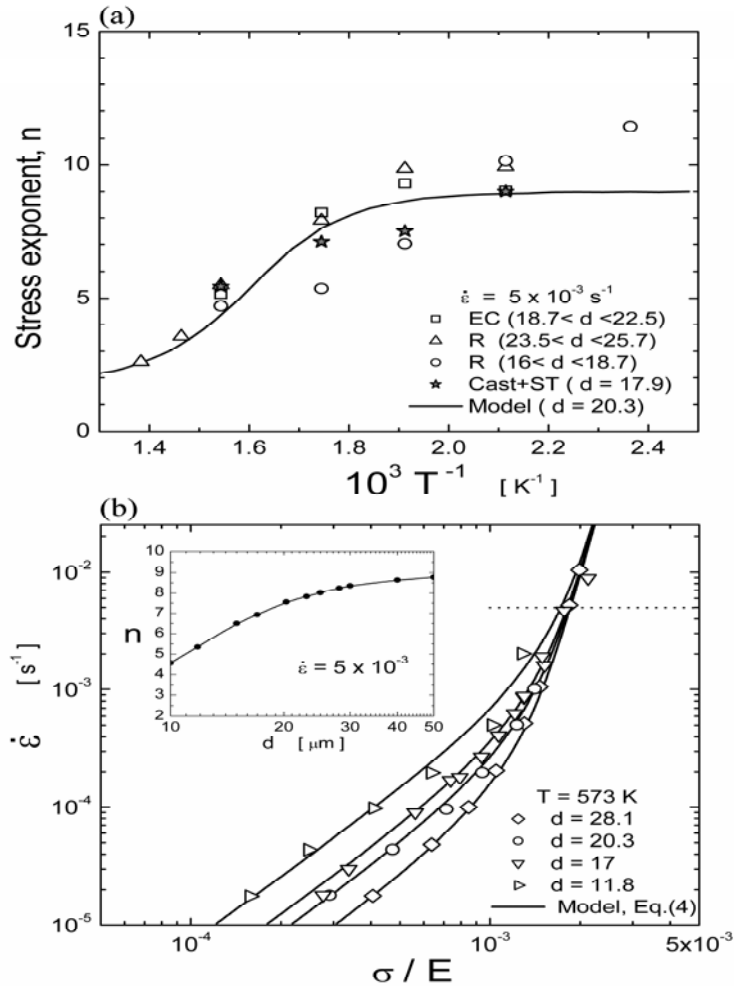 (a)
15
10
5
0
Stress exponent, n
ε̇ = 5 x 10⁻³ s⁻¹
EC (18.7< d <22.5)
R (23.5< d <25.7)
R (16< d <18.7)
Cast+ST ( d = 17.9)
Model ( d = 20.3)
1.4 1.6 1.8 2.0 2.2 2.4
10³ T⁻¹ [ K⁻¹]
(b)
10⁻²
10⁻³
10⁻⁴
10⁻⁵
ε̇ [ s⁻¹]
10
9
8
7
6
5
4
3
2
n
ε̇ = 5 x 10⁻³
10 20 30 40 50
d [ μm]
T = 573 K
d = 28.1
d = 20.3
d = 17
d = 11.8
Model, Eq.(4)
10⁻⁴ 10⁻³ 5x10⁻³
σ / E